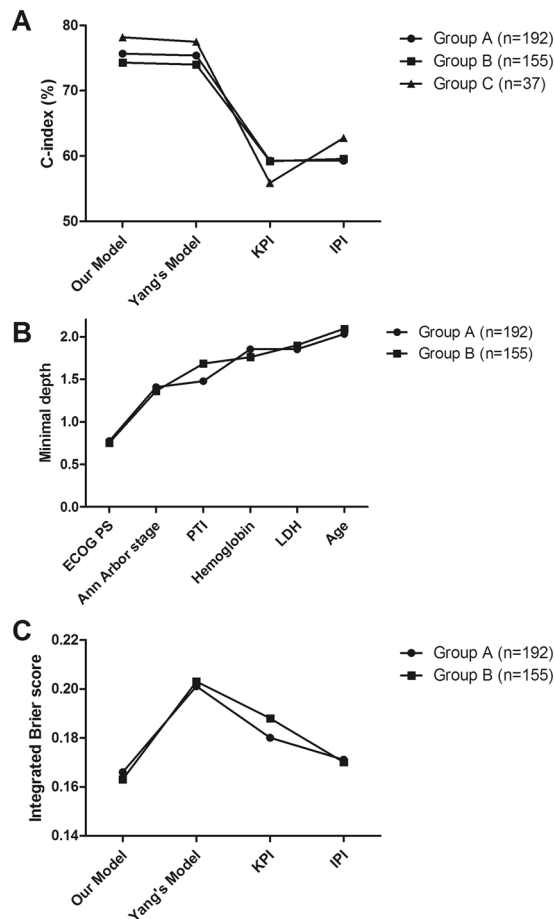 A
C-index (%)
80
70
60
50
Our Model
Yang's Model
KPI
IPI
Group A (n=192)
Group B (n=155)
Group C (n=37)
B
Minimal depth
2.0
1.5
1.0
0.5
0.0
ECOG PS
Ann Arbor stage
PTI
Hemoglobin
LDH
Age
Group A (n=192)
Group B (n=155)
C
Integrated Brier score
0.22
0.20
0.18
0.16
0.14
Our Model
Yang's Model
KPI
IPI
Group A (n=192)
Group B (n=155)